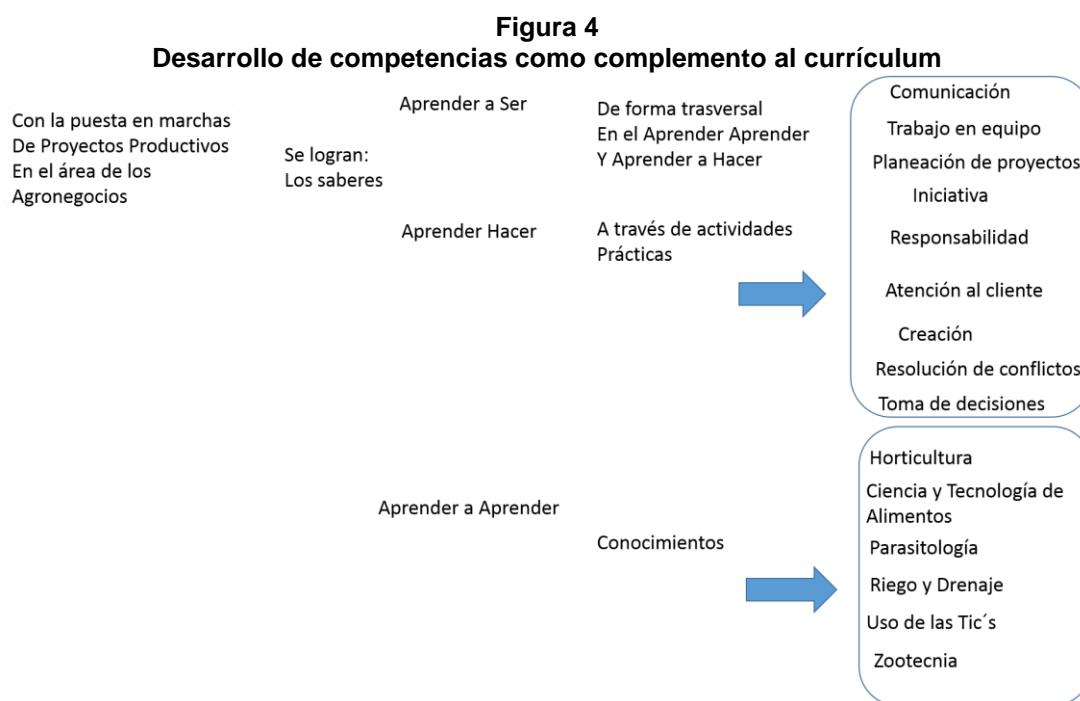 Figura 4
Desarrollo de competencias como complemento al currículum
Con la puesta en marchas
De Proyectos Productivos
En el área de los
Agronegocios
Se logran:
Los saberes
Aprender a Ser
De forma trasversal
En el Aprender Aprender
Y Aprender a Hacer
Aprender Hacer
A través de actividades
Prácticas
Comunicación
Trabajo en equipo
Planeación de proyectos
Iniciativa
Responsabilidad
Atención al cliente
Creación
Resolución de conflictos
Toma de decisiones
Aprender a Aprender
Conocimientos
Horticultura
Ciencia y Tecnología de
Alimentos
Parasitología
Riego y Drenaje
Uso de las Tic´s
Zootecnia